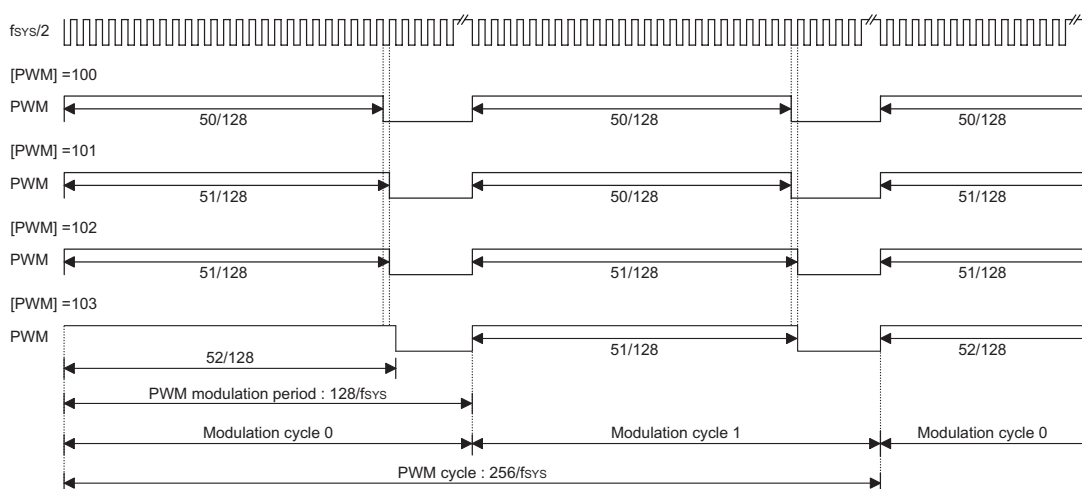 fSYS/2
[PWM] =100
PWM
50/128 50/128 50/128
[PWM] =101
PWM
51/128 50/128 51/128
[PWM] =102
PWM
51/128 51/128 51/128
[PWM] =103
PWM
52/128 51/128 52/128
PWM modulation period : 128/fSYS
Modulation cycle 0 Modulation cycle 1 Modulation cycle 0
PWM cycle : 256/fSYS